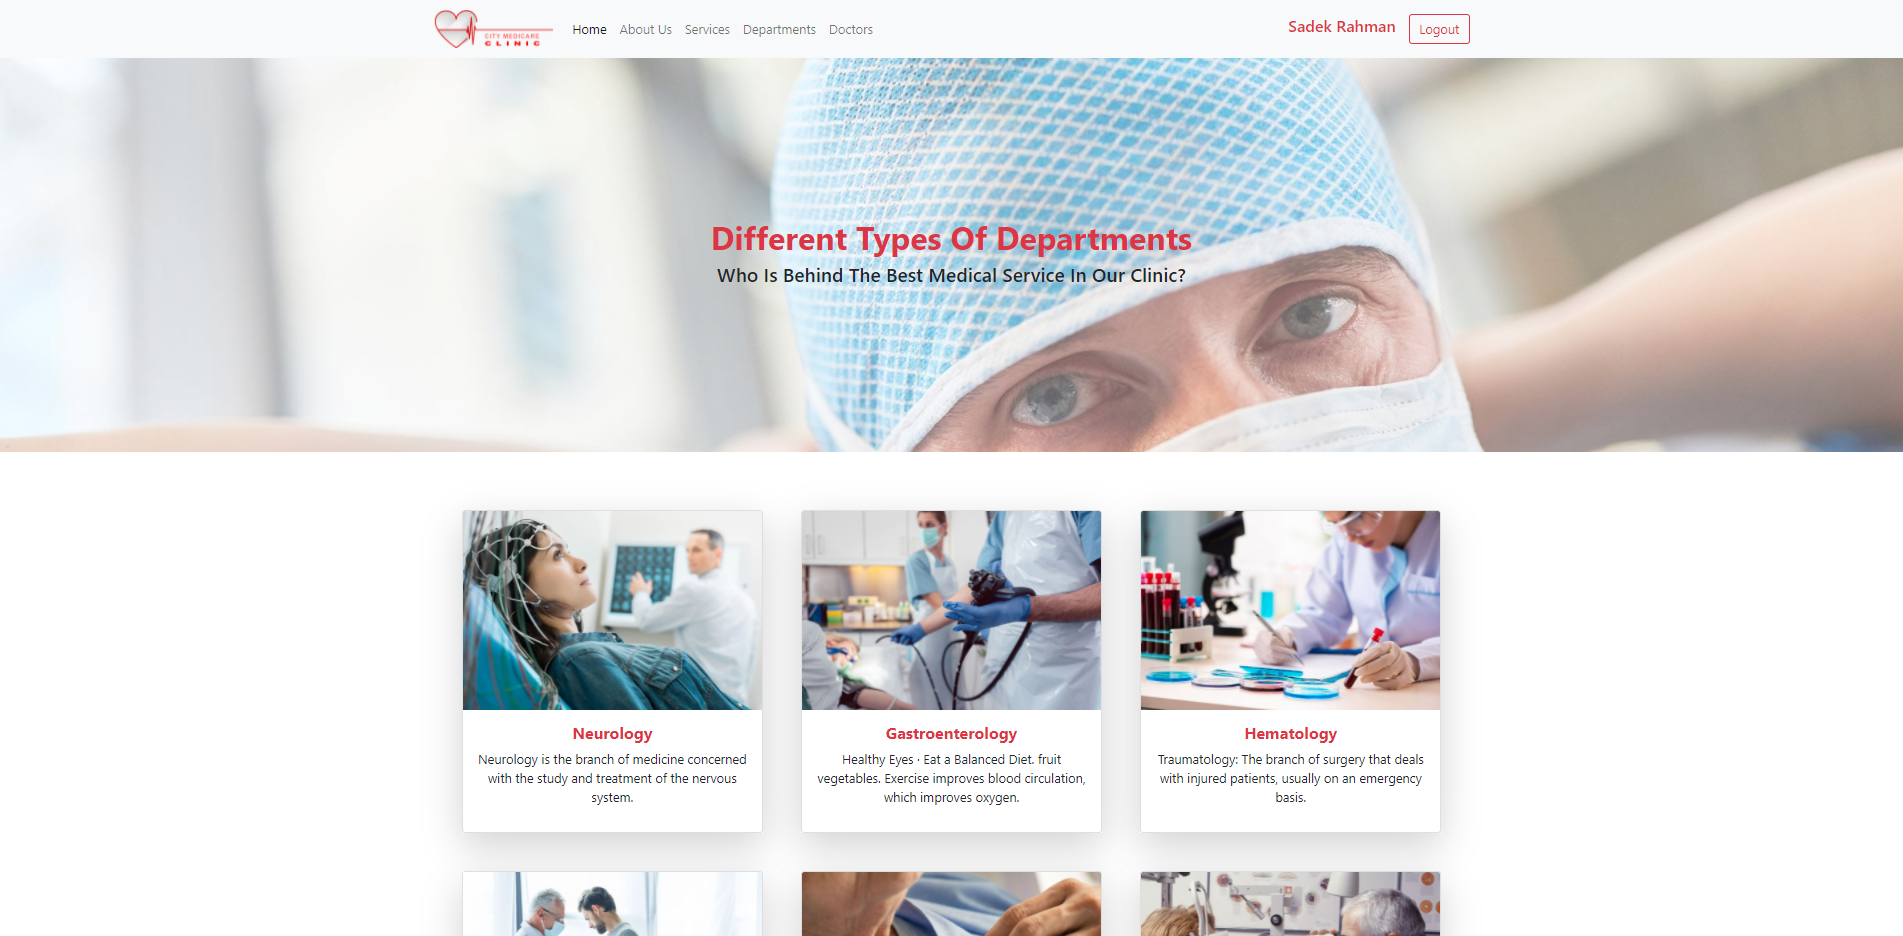 CITY MEDICARE
CLINIC
Home About Us Services Departments Doctors
Sadek Rahman Logout
Different Types Of Departments
Who Is Behind The Best Medical Service In Our Clinic?
Neurology
Neurology is the branch of medicine concerned
with the study and treatment of the nervous
system.
Gastroenterology
Healthy Eyes · Eat a Balanced Diet. fruit
vegetables. Exercise improves blood circulation,
which improves oxygen.
Hematology
Traumatology: The branch of surgery that deals
with injured patients, usually on an emergency
basis.